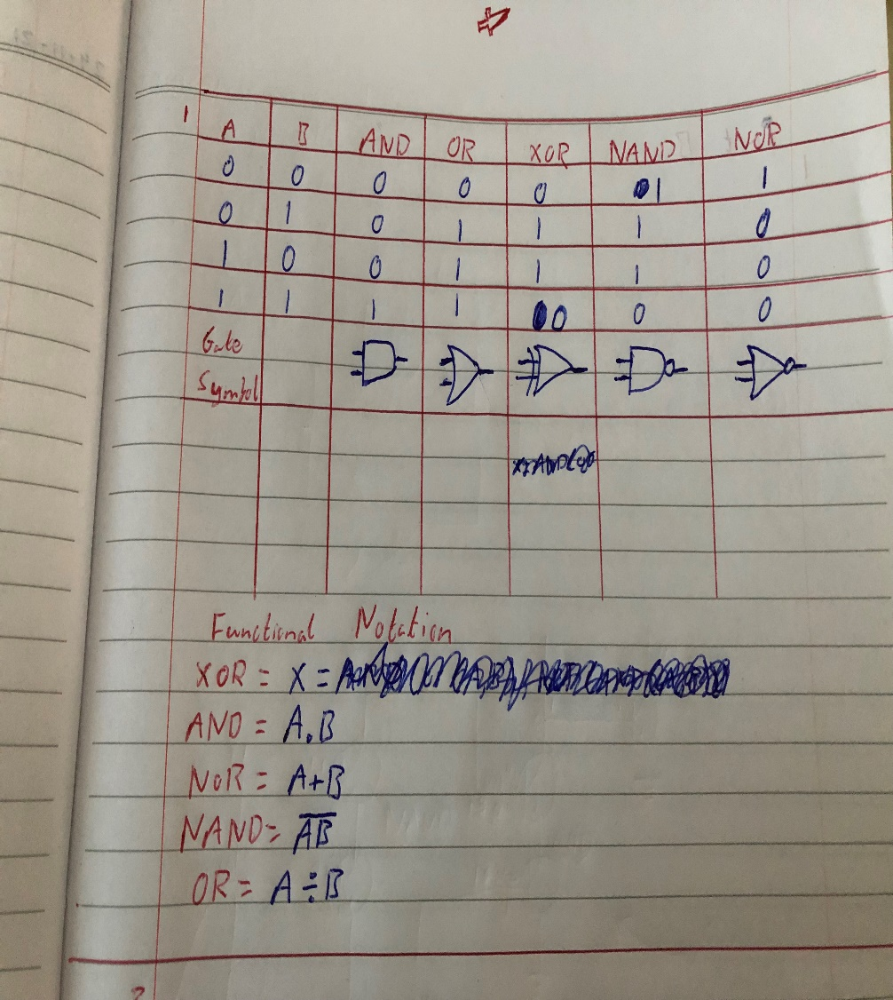 1 A B AND OR XOR NAND NOR
0 0 0 0 0 1 1
0 1 0 1 1 1 0
1 0 0 1 1 1 0
1 1 1 1 0 0 0
Gate
Symbol
Functional Notation
XOR = X =
AND = A.B
NOR = A+B
NAND= A̅B̅
OR = A÷B
2